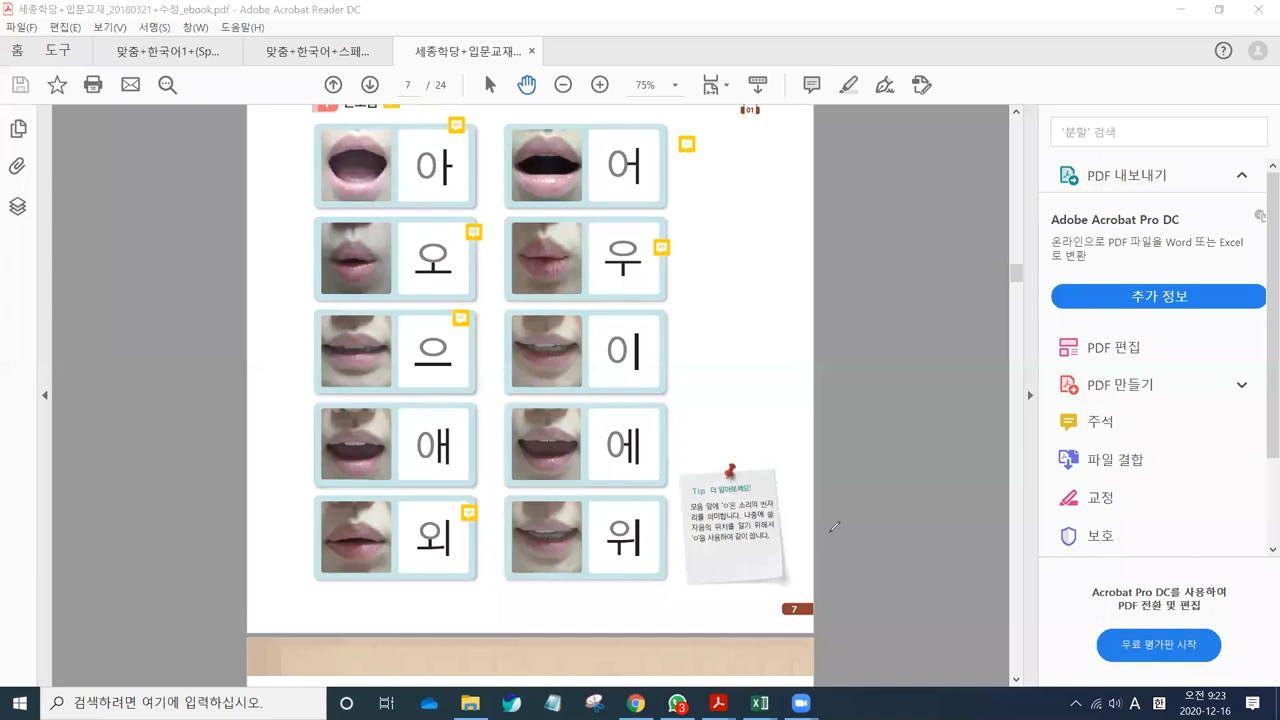 세종학당+입문교재_20180321+수정_ebook.pdf - Adobe Acrobat Reader DC
파일(F) 편집(E) 보기(V) 서명(S) 창(W) 도움말(H)
홈 도구 맞춤+한국어1+(Sp... 맞춤+한국어+스페... 세종학당+입문교재... ×
7 / 24 75%
01
아 어
오 우
으 이
애 에
외 위
Tip 더 알아보세요!
모음 앞에 'ㅇ'은 소리의 빈자
리를 의미합니다. 나중에 쓸
자음의 위치를 알기 위해서
'ㅇ'을 사용하여 같이 씁니다.
7
'분할' 검색
PDF 내보내기
Adobe Acrobat Pro DC
온라인으로 PDF 파일을 Word 또는 Excel
로 변환
추가 정보
PDF 편집
PDF 만들기
주석
파일 결합
교정
보호
Acrobat Pro DC를 사용하여
PDF 전환 및 편집
무료 평가판 시작
검색하려면 여기에 입력하십시오.
3
A 한
오전 9:23
2020-12-16